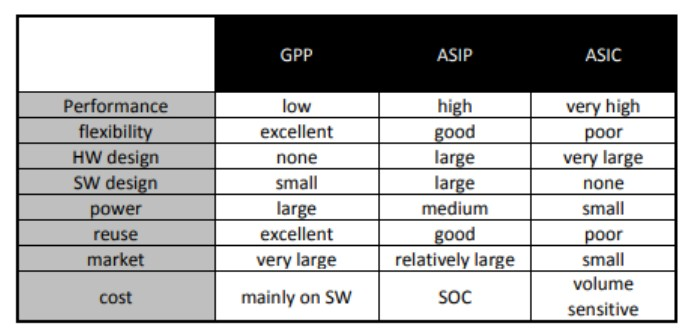 GPP ASIP ASIC
Performance low high very high
flexibility excellent good poor
HW design none large very large
SW design small large none
power large medium small
reuse excellent good poor
market very large relatively large small
cost mainly on SW SOC volume
sensitive